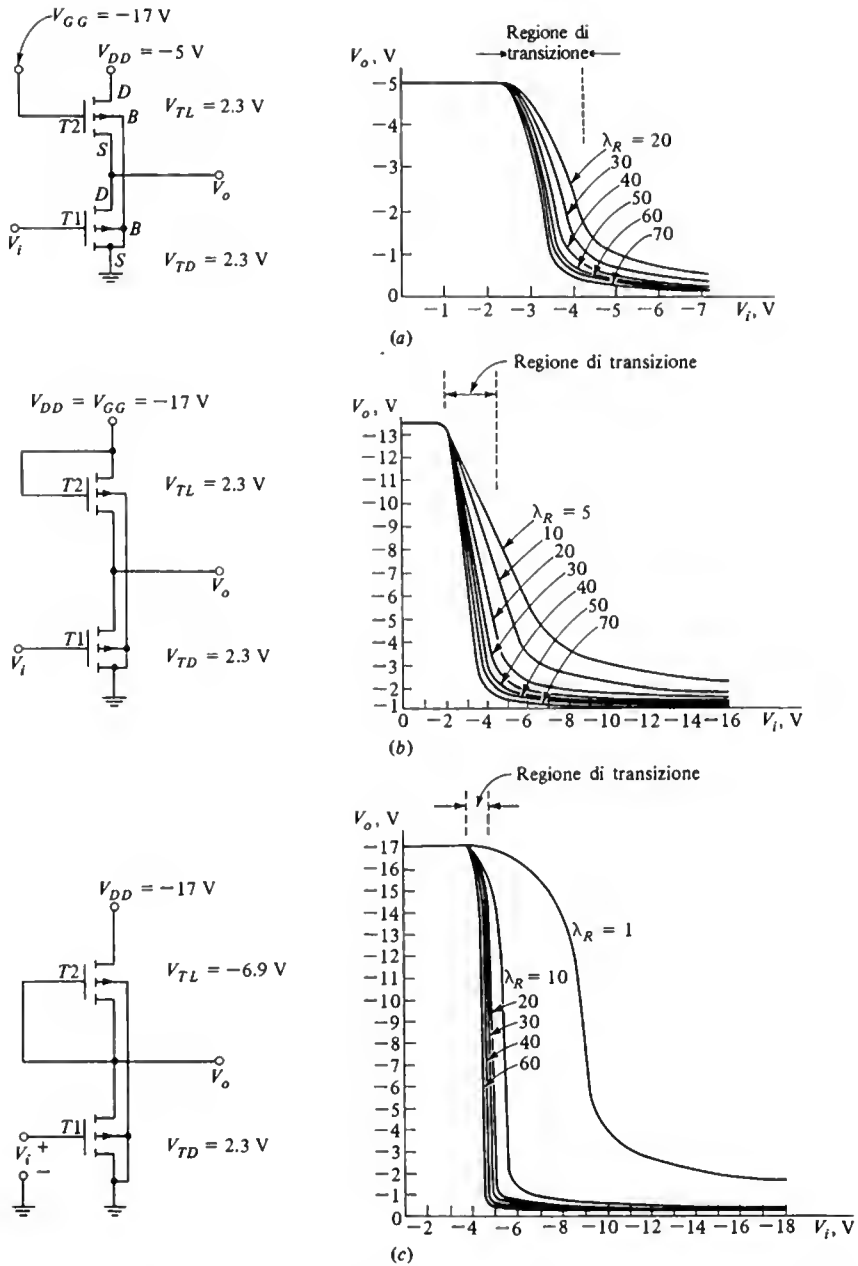 V_GG = −17 V
V_DD = −5 V
D
B
V_TL = 2.3 V
T2
S
D
V_o
T1
B
V_i
S
V_TD = 2.3 V
Regione di
transizione
V_o, V
−5
−4
−3
−2
−1
0
λ_R = 20
30
40
50
60
70
−1 −2 −3 −4 −5 −6 −7 V_i, V
(a)
V_DD = V_GG = −17 V
T2
V_TL = 2.3 V
V_o
T1
V_i
V_TD = 2.3 V
Regione di transizione
V_o, V
−13
−12
−11
−10
−9
−8
−7
−6
−5
−4
−3
−2
−1
λ_R = 5
10
20
30
40
50
70
0 −2 −4 −6 −8 −10 −12 −14 −16 V_i, V
(b)
V_DD = −17 V
T2
V_TL = −6.9 V
V_o
T1
V_i
+
−
V_TD = 2.3 V
Regione di transizione
V_o, V
−17
−16
−15
−14
−13
−12
−11
−10
−9
−8
−7
−6
−5
−4
−3
−2
−1
0
λ_R = 1
λ_R = 10
20
30
40
60
−2 −4 −6 −8 −10 −12 −14 −16 −18 V_i, V
(c)